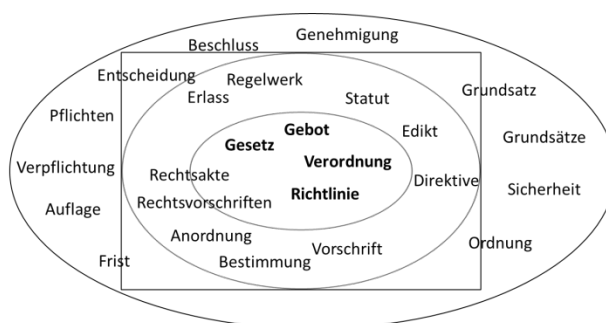 Genehmigung
Beschluss
Entscheidung
Regelwerk
Grundsatz
Erlass
Statut
Pflichten
Gebot
Edikt
Grundsätze
Gesetz
Verordnung
Verpflichtung
Rechtsakte
Direktive
Sicherheit
Richtlinie
Rechtsvorschriften
Auflage
Anordnung
Ordnung
Vorschrift
Bestimmung
Frist